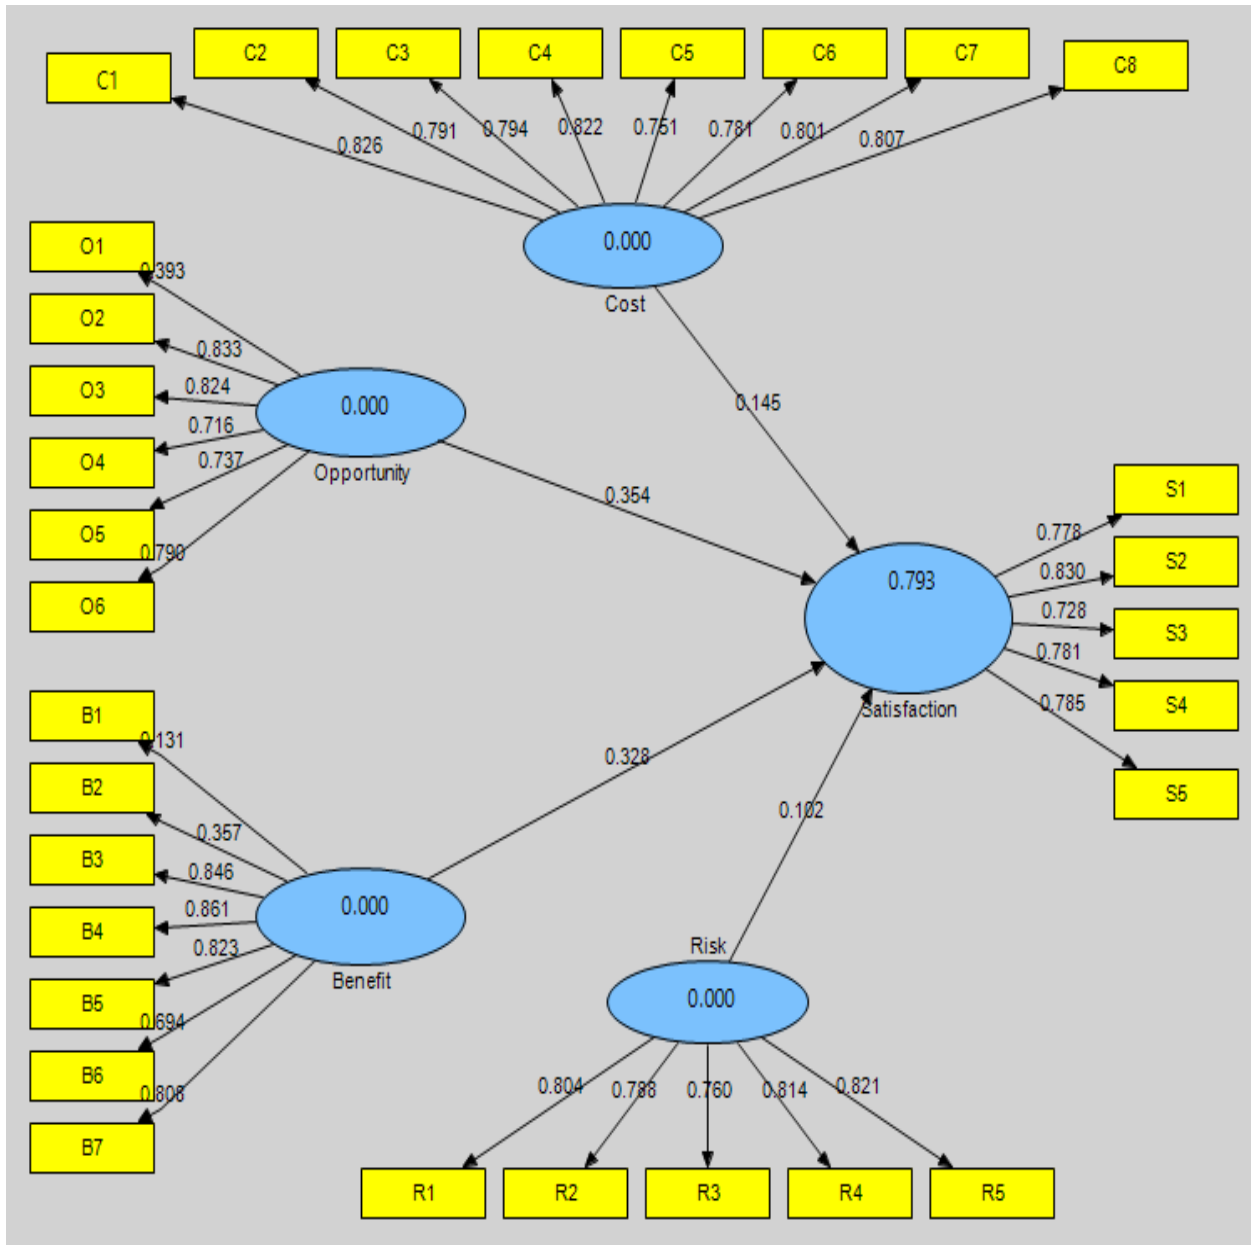 C1
C2
C3
C4
C5
C6
C7
C8
0.826
0.791
0.794
0.822
0.751
0.781
0.801
0.807
0.000
Cost
O1
O2
O3
O4
O5
O6
0.393
0.833
0.824
0.716
0.737
0.790
0.000
Opportunity
0.145
0.354
S1
S2
S3
S4
S5
0.778
0.830
0.728
0.781
0.785
0.793
Satisfaction
B1
B2
B3
B4
B5
B6
B7
0.131
0.357
0.846
0.861
0.823
0.694
0.808
0.000
Benefit
0.328
0.102
Risk
0.000
0.804
0.788
0.760
0.814
0.821
R1
R2
R3
R4
R5